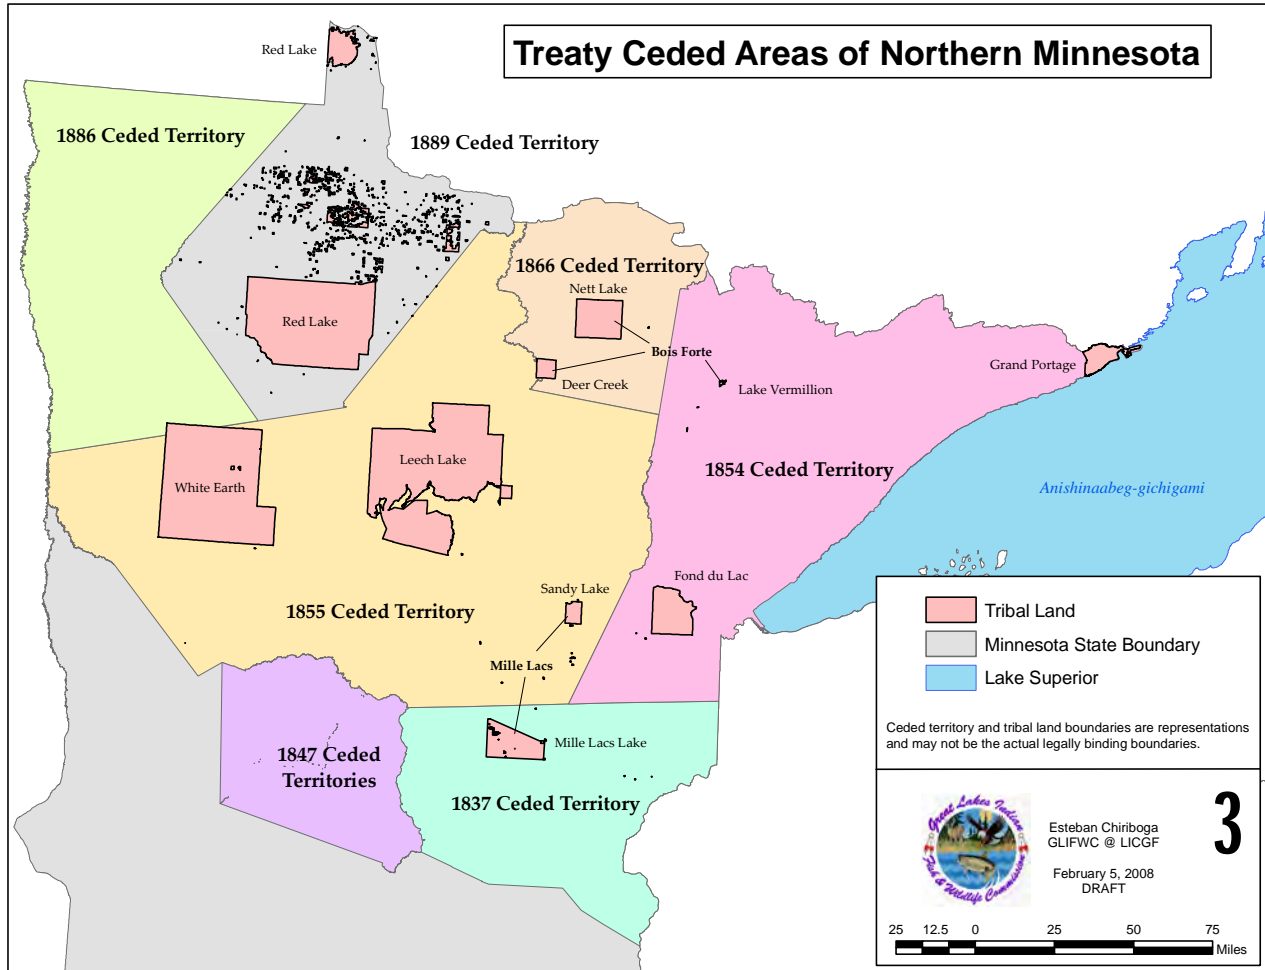 Treaty Ceded Areas of Northern Minnesota
Red Lake
1886 Ceded Territory
1889 Ceded Territory
1866 Ceded Territory
Nett Lake
Red Lake
Bois Forte
Deer Creek
Lake Vermillion
Grand Portage
Leech Lake
White Earth
1854 Ceded Territory
Anishinaabeg-gichigami
Fond du Lac
Sandy Lake
1855 Ceded Territory
Mille Lacs
Mille Lacs Lake
1847 Ceded
Territories
1837 Ceded Territory
Tribal Land
Minnesota State Boundary
Lake Superior
Ceded territory and tribal land boundaries are representations
and may not be the actual legally binding boundaries.
Great Lakes Indian
Fish & Wildlife Commission
Esteban Chiriboga
GLIFWC @ LICGF
February 5, 2008
DRAFT
3
25 12.5 0 25 50 75
Miles